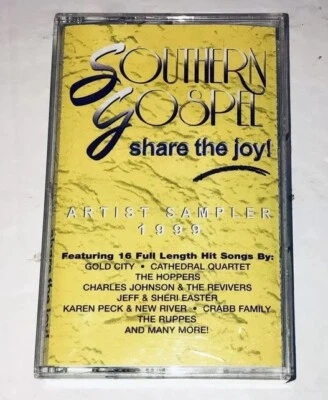 SOUTHERN
GOSPEL
share the joy!
ARTIST SAMPLER
1999
Featuring 16 Full Length Hit Songs By:
GOLD CITY • CATHEDRAL QUARTET
THE HOPPERS
CHARLES JOHNSON & THE REVIVERS
JEFF & SHERI EASTER
KAREN PECK & NEW RIVER • CRABB FAMILY
THE RUPPES
AND MANY MORE!